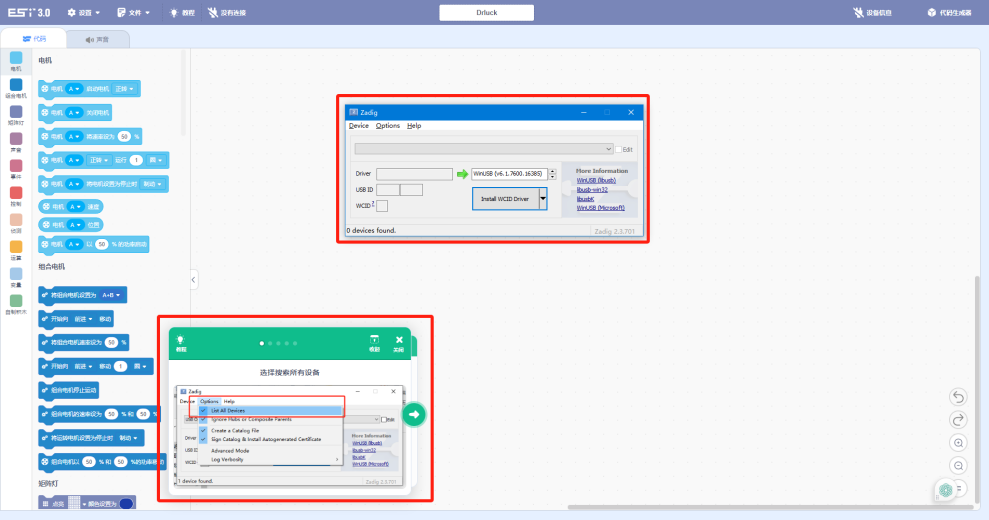 3.0 设置 文件 教程 没有连接 Drluck 设备信息 代码生成器
代码 声音
电机
组合电机
矩阵灯
声音
事件
控制
侦测
运算
变量
自制积木
电机
电机 A 启动电机 正转
电机 A 关闭电机
电机 A 将速率设为 50 %
电机 A 正转 运行 1 圈
电机 A 将电机设置为停止时 制动
电机 A 速度
电机 A 位置
电机 A 以 50 % 的功率移动
组合电机
将组合电机设置为 A+B
开始向 前进 移动
将组合电机速率设为 50 %
开始向 前进 移动 1 圈
组合电机停止运动
组合电机的速率设为 50 % 和 50 %
将运动电机设置为停止时 制动
组合电机以 50 % 和 50 %的功率移动
矩阵灯
点亮 颜色设置为
Zadig
Device Options Help
Edit
Driver WinUSB (v6.1.7600.16385)
USB ID
WCID ?
Install WCID Driver
More Information
WinUSB (libusb)
libusb-win32
libusbK
WinUSB (Microsoft)
0 devices found. Zadig 2.3.701
教程 收起 关闭
选择搜索所有设备
Zadig
Device Options Help
List All Devices
Ignore Hubs or Composite Parents
Edit
Create a Catalog File
Sign Catalog & Install Autogenerated Certificate
Advanced Mode
Log Verbosity
Driver
USB ID
WCID
More Information
WinUSB (libusb)
libusb-win32
libusbK
WinUSB (Microsoft)
1 device found. Zadig 2.3.701